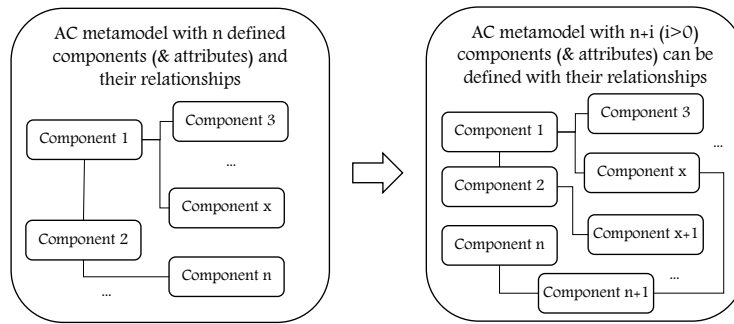 AC metamodel with n defined
components (& attributes) and
their relationships
Component 1
Component 3
...
Component x
Component 2
Component n
...
AC metamodel with n+i (i>0)
components (& attributes) can be
defined with their relationships
Component 1
Component 3
...
Component 2
Component x
Component n
Component x+1
...
Component n+1